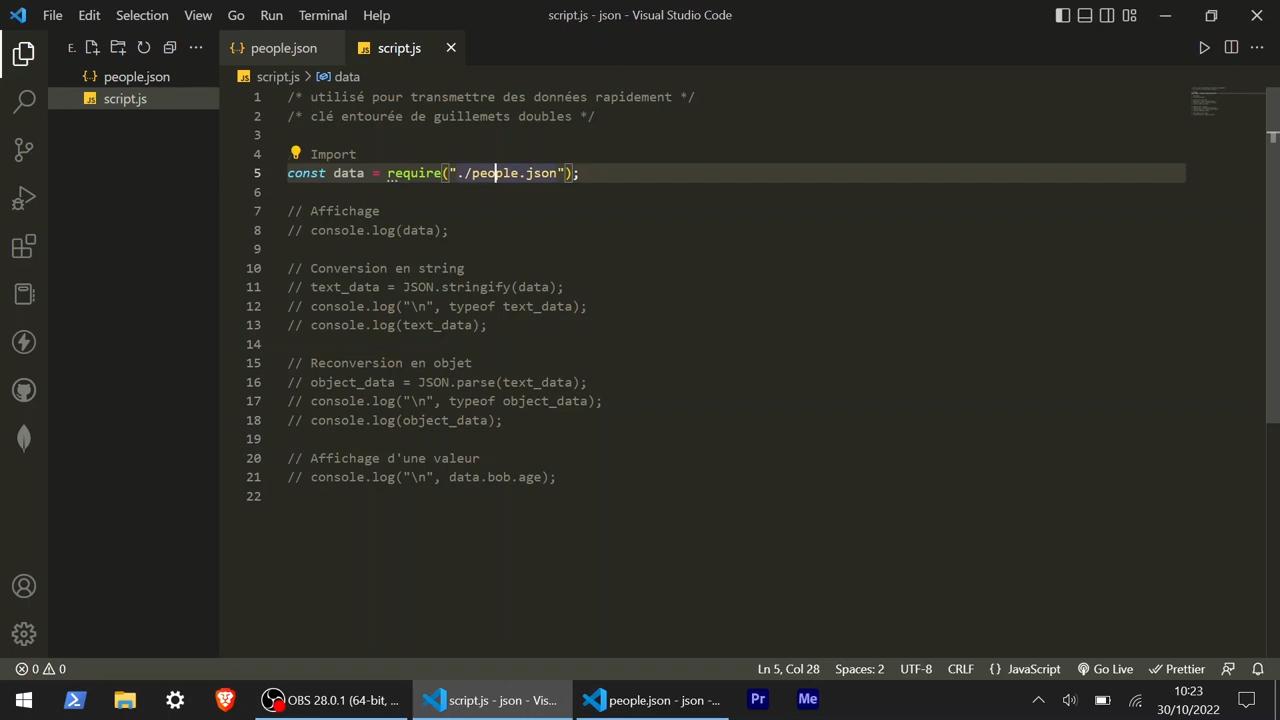 File Edit Selection View Go Run Terminal Help
script.js - json - Visual Studio Code
E.
people.json
script.js
people.json
script.js
script.js > data
1 /* utilisé pour transmettre des données rapidement */
2 /* clé entourée de guillemets doubles */
3
4 Import
5 const data = require("./people.json");
6
7 // Affichage
8 // console.log(data);
9
10 // Conversion en string
11 // text_data = JSON.stringify(data);
12 // console.log("\n", typeof text_data);
13 // console.log(text_data);
14
15 // Reconversion en objet
16 // object_data = JSON.parse(text_data);
17 // console.log("\n", typeof object_data);
18 // console.log(object_data);
19
20 // Affichage d'une valeur
21 // console.log("\n", data.bob.age);
22
0 0
Ln 5, Col 28
Spaces: 2
UTF-8
CRLF
{} JavaScript
Go Live
Prettier
OBS 28.0.1 (64-bit, ...
script.js - json - Vis...
people.json - json -...
Pr
Me
10:23
30/10/2022